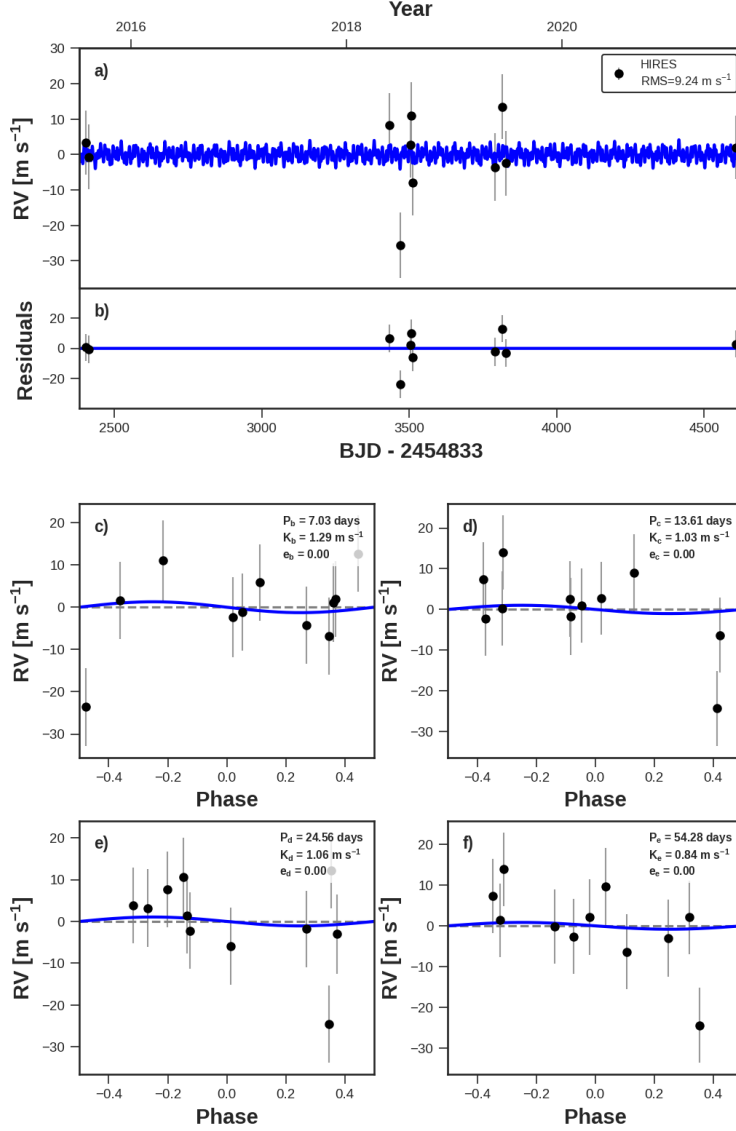 Year
2016 2018 2020
a)
HIRES
RMS=9.24 m s⁻¹
30
20
10
0
−10
−20
−30
RV [m s⁻¹]
b)
20
0
−20
Residuals
2500 3000 3500 4000 4500
BJD - 2454833
c)
P_b = 7.03 days
K_b = 1.29 m s⁻¹
e_b = 0.00
20
10
0
−10
−20
−30
RV [m s⁻¹]
−0.4 −0.2 0.0 0.2 0.4
Phase
d)
P_c = 13.61 days
K_c = 1.03 m s⁻¹
e_c = 0.00
20
10
0
−10
−20
−30
RV [m s⁻¹]
−0.4 −0.2 0.0 0.2 0.4
Phase
e)
P_d = 24.56 days
K_d = 1.06 m s⁻¹
e_d = 0.00
20
10
0
−10
−20
−30
RV [m s⁻¹]
−0.4 −0.2 0.0 0.2 0.4
Phase
f)
P_e = 54.28 days
K_e = 0.84 m s⁻¹
e_e = 0.00
20
10
0
−10
−20
−30
RV [m s⁻¹]
−0.4 −0.2 0.0 0.2 0.4
Phase